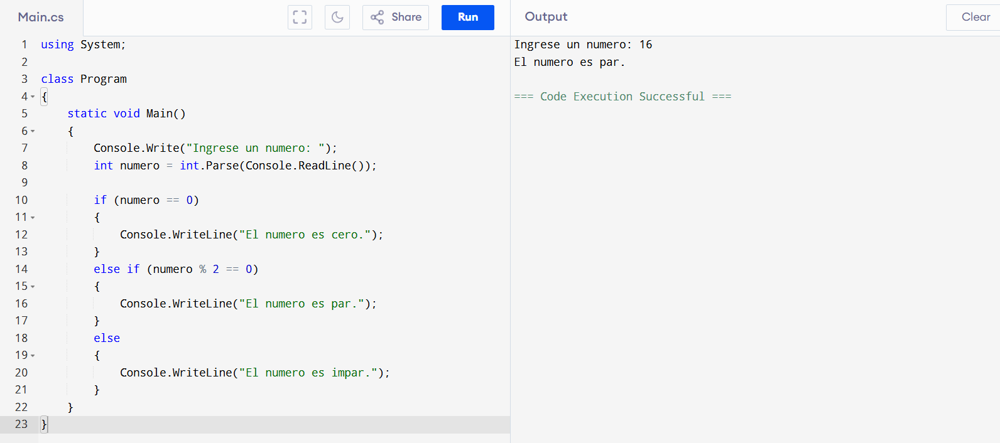 Main.cs
Share
Run
Output
Clear
1 using System;
2
3 class Program
4 {
5     static void Main()
6     {
7         Console.Write("Ingrese un numero: ");
8         int numero = int.Parse(Console.ReadLine());
9
10         if (numero == 0)
11         {
12             Console.WriteLine("El numero es cero.");
13         }
14         else if (numero % 2 == 0)
15         {
16             Console.WriteLine("El numero es par.");
17         }
18         else
19         {
20             Console.WriteLine("El numero es impar.");
21         }
22     }
23 }
Ingrese un numero: 16
El numero es par.
=== Code Execution Successful ===